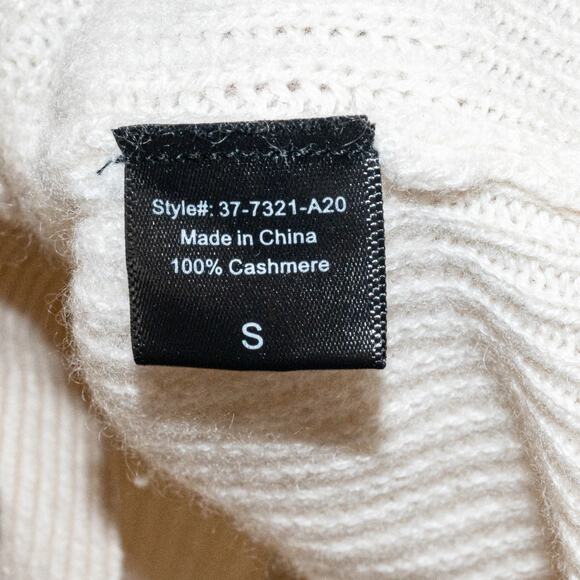 Style#: 37-7321-A20
Made in China
100% Cashmere
S